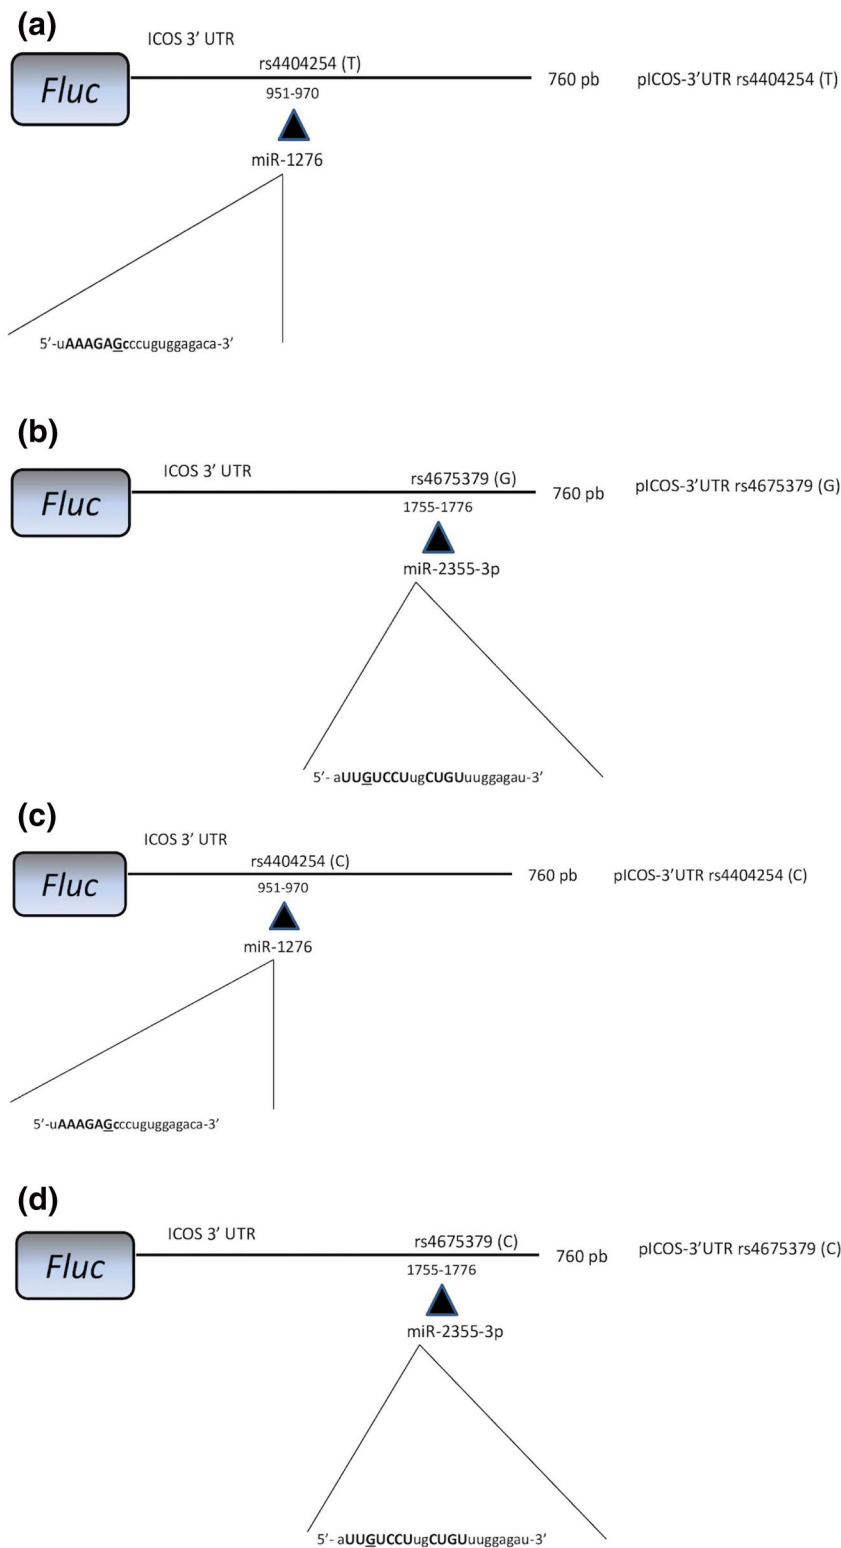 (a)
ICOS 3’ UTR
Fluc
rs4404254 (T)
951-970
760 pb
pICOS-3’UTR rs4404254 (T)
miR-1276
5’-uAAAGAGcccuguggagaca-3’
(b)
ICOS 3’ UTR
Fluc
rs4675379 (G)
1755-1776
760 pb
pICOS-3’UTR rs4675379 (G)
miR-2355-3p
5’- aUUGUCCUugCUGUuuggagau-3’
(c)
ICOS 3’ UTR
Fluc
rs4404254 (C)
951-970
760 pb
pICOS-3’UTR rs4404254 (C)
miR-1276
5’-uAAAGAGcccuguggagaca-3’
(d)
ICOS 3’ UTR
Fluc
rs4675379 (C)
1755-1776
760 pb
pICOS-3’UTR rs4675379 (C)
miR-2355-3p
5’- aUUGUCCUugCUGUuuggagau-3’